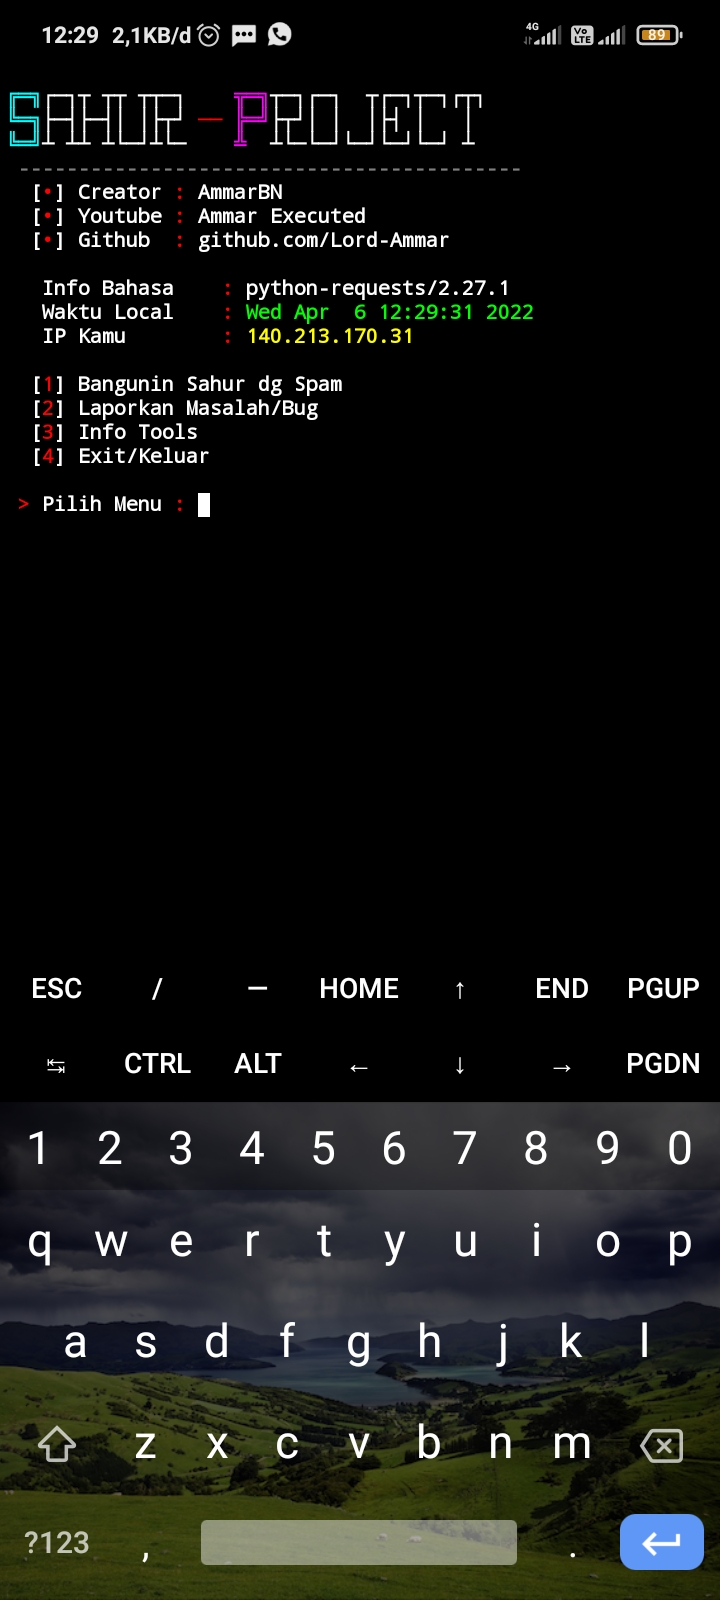 12:29 2,1KB/d 4G Vo LTE 89
SAHUR-PROJECT
---------------------------------------------
[•] Creator : AmmarBN
[•] Youtube : Ammar Executed
[•] Github : github.com/Lord-Ammar
Info Bahasa : python-requests/2.27.1
Waktu Local : Wed Apr 6 12:29:31 2022
IP Kamu : 140.213.170.31
[1] Bangunin Sahur dg Spam
[2] Laporkan Masalah/Bug
[3] Info Tools
[4] Exit/Keluar
> Pilih Menu :
ESC / — HOME ↑ END PGUP
↹ CTRL ALT ← ↓ → PGDN
1 2 3 4 5 6 7 8 9 0
q w e r t y u i o p
a s d f g h j k l
z x c v b n m
?123 , .